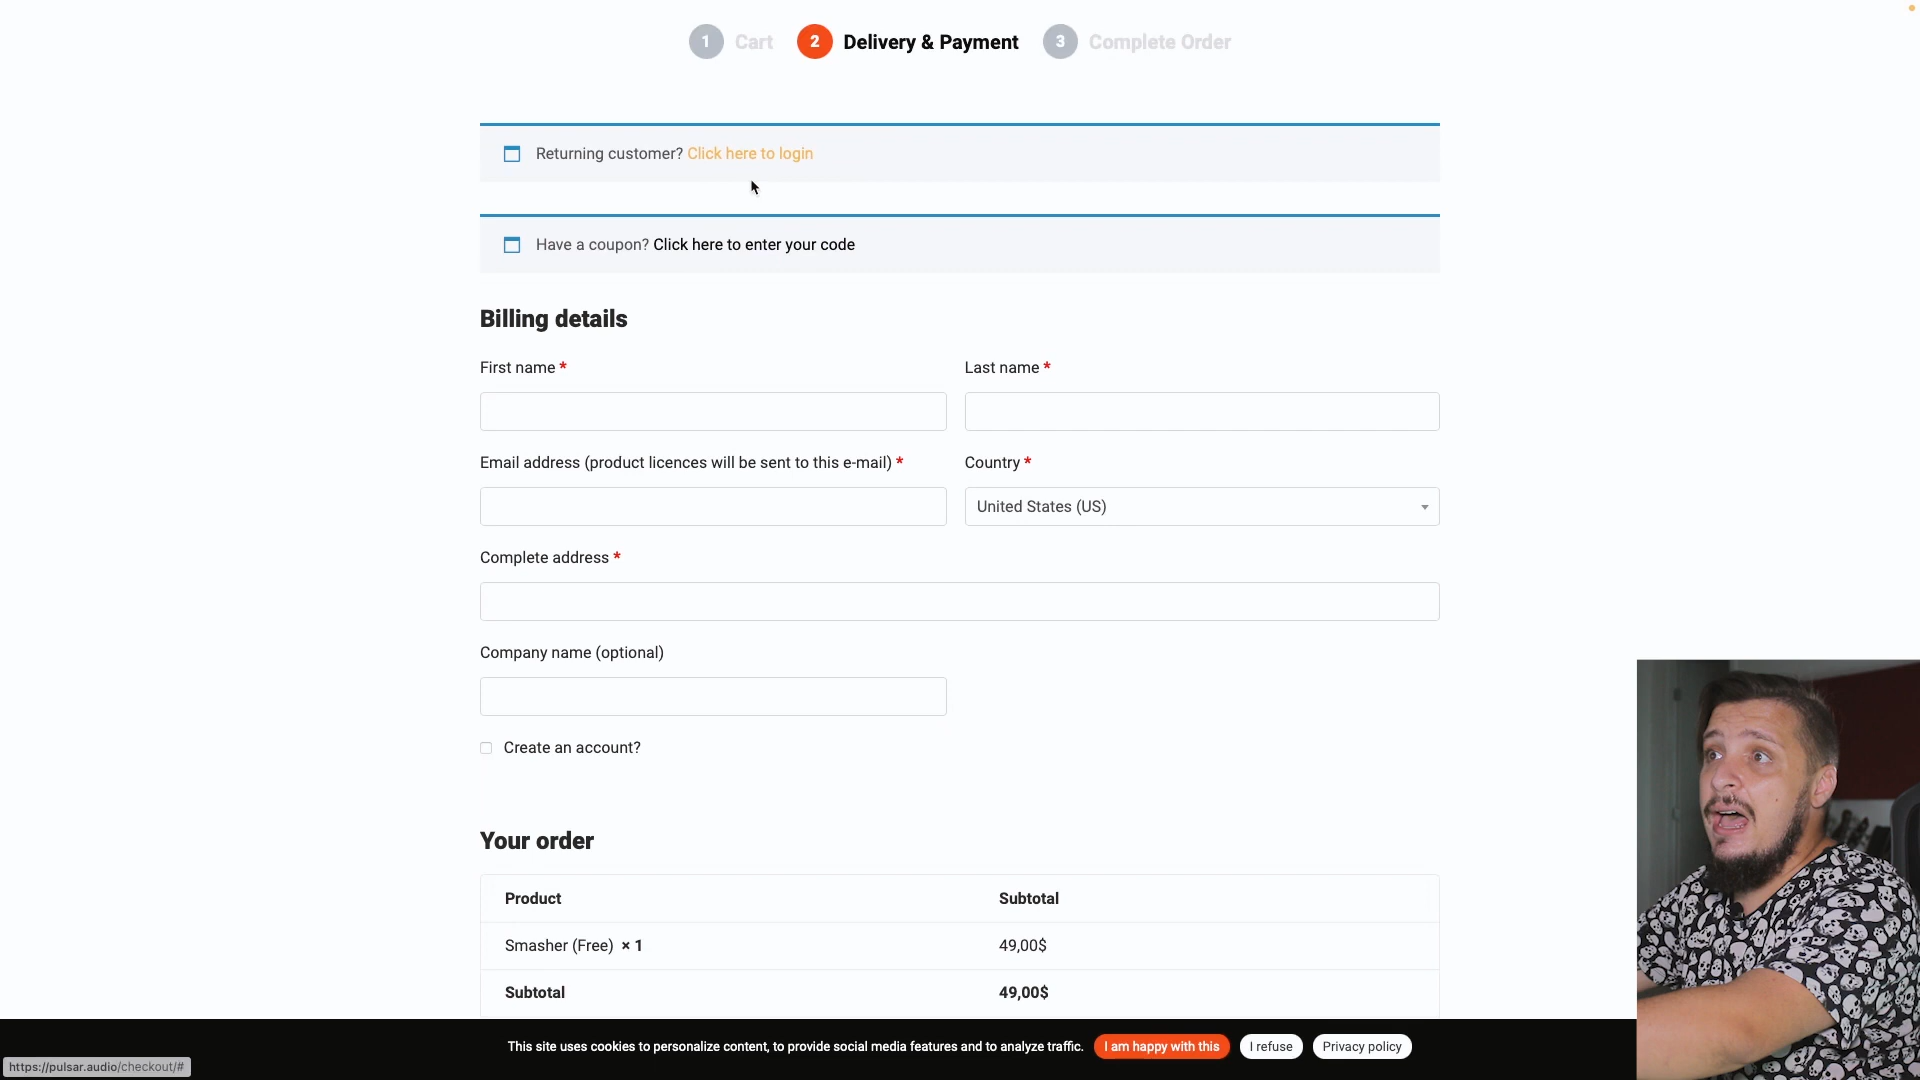 1 Cart 2 Delivery & Payment 3 Complete Order
Returning customer? Click here to login
Have a coupon? Click here to enter your code
Billing details
First name * Last name *
Email address (product licences will be sent to this e-mail) * Country *
United States (US)
Complete address *
Company name (optional)
Create an account?
Your order
Product Subtotal
Smasher (Free) × 1 49,00$
Subtotal 49,00$
This site uses cookies to personalize content, to provide social media features and to analyze traffic. I am happy with this I refuse Privacy policy
https://pulsar.audio/checkout/#